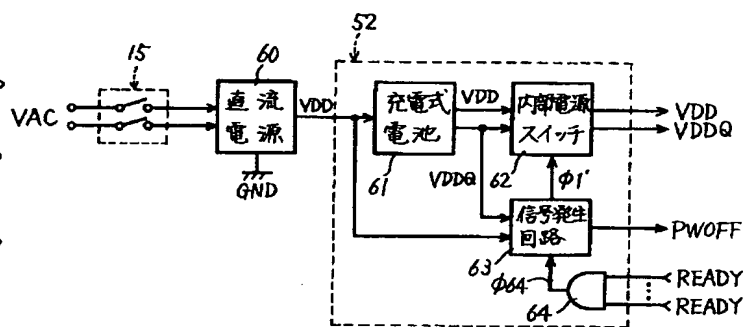 52
15
60
VAC
直流
電源
VDD
GND
充電式
電池
61
VDD
VDDQ
内部電源
スイッチ
62
VDD
VDDQ
φ1'
信号発生
回路
63
PWOFF
φ64
64
READY
READY